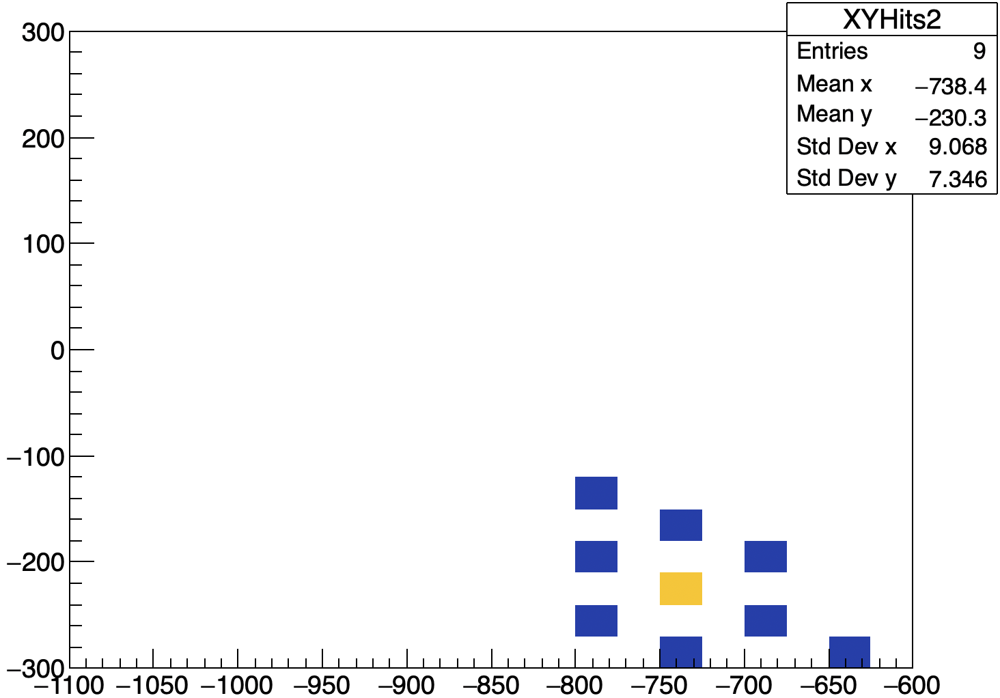 XYHits2
Entries 9
Mean x −738.4
Mean y −230.3
Std Dev x 9.068
Std Dev y 7.346
300
200
100
0
−100
−200
−300
−1100 −1050 −1000 −950 −900 −850 −800 −750 −700 −650 −600